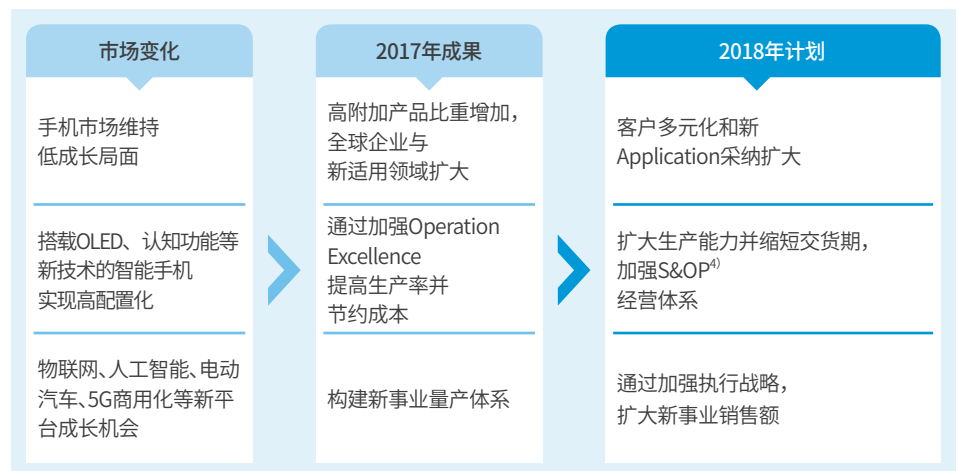 市场变化
手机市场维持
低成长局面
搭载OLED、认知功能等
新技术的智能手机
实现高配置化
物联网、人工智能、电动
汽车、5G商用化等新平
台成长机会
2017年成果
高附加产品比重增加，
全球企业与
新适用领域扩大
通过加强Operation
Excellence
提高生产率并
节约成本
构建新事业量产体系
2018年计划
客户多元化和新
Application采纳扩大
扩大生产能力并缩短交货期，
加强S&OP4)
经营体系
通过加强执行战略，
扩大新事业销售额